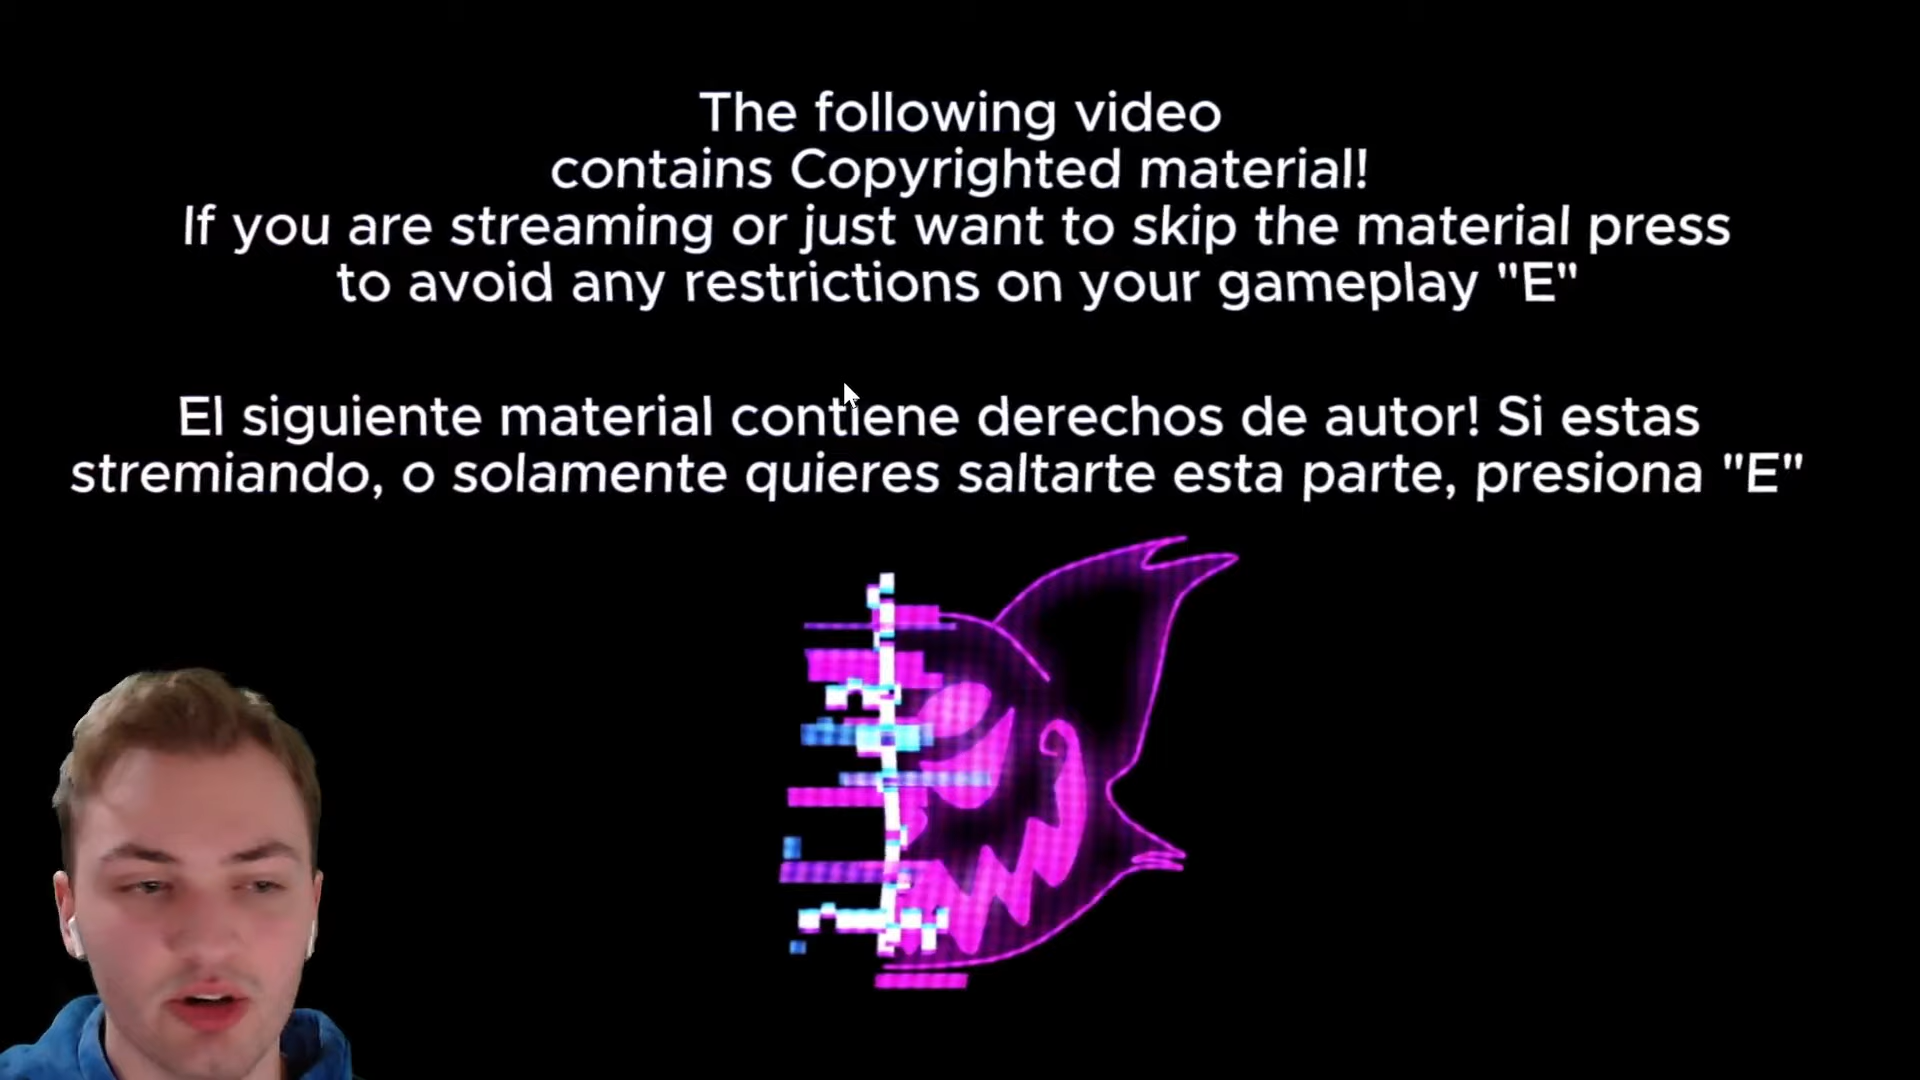 The following video
contains Copyrighted material!
If you are streaming or just want to skip the material press
to avoid any restrictions on your gameplay "E"
El siguiente material contiene derechos de autor! Si estas
stremiando, o solamente quieres saltarte esta parte, presiona "E"